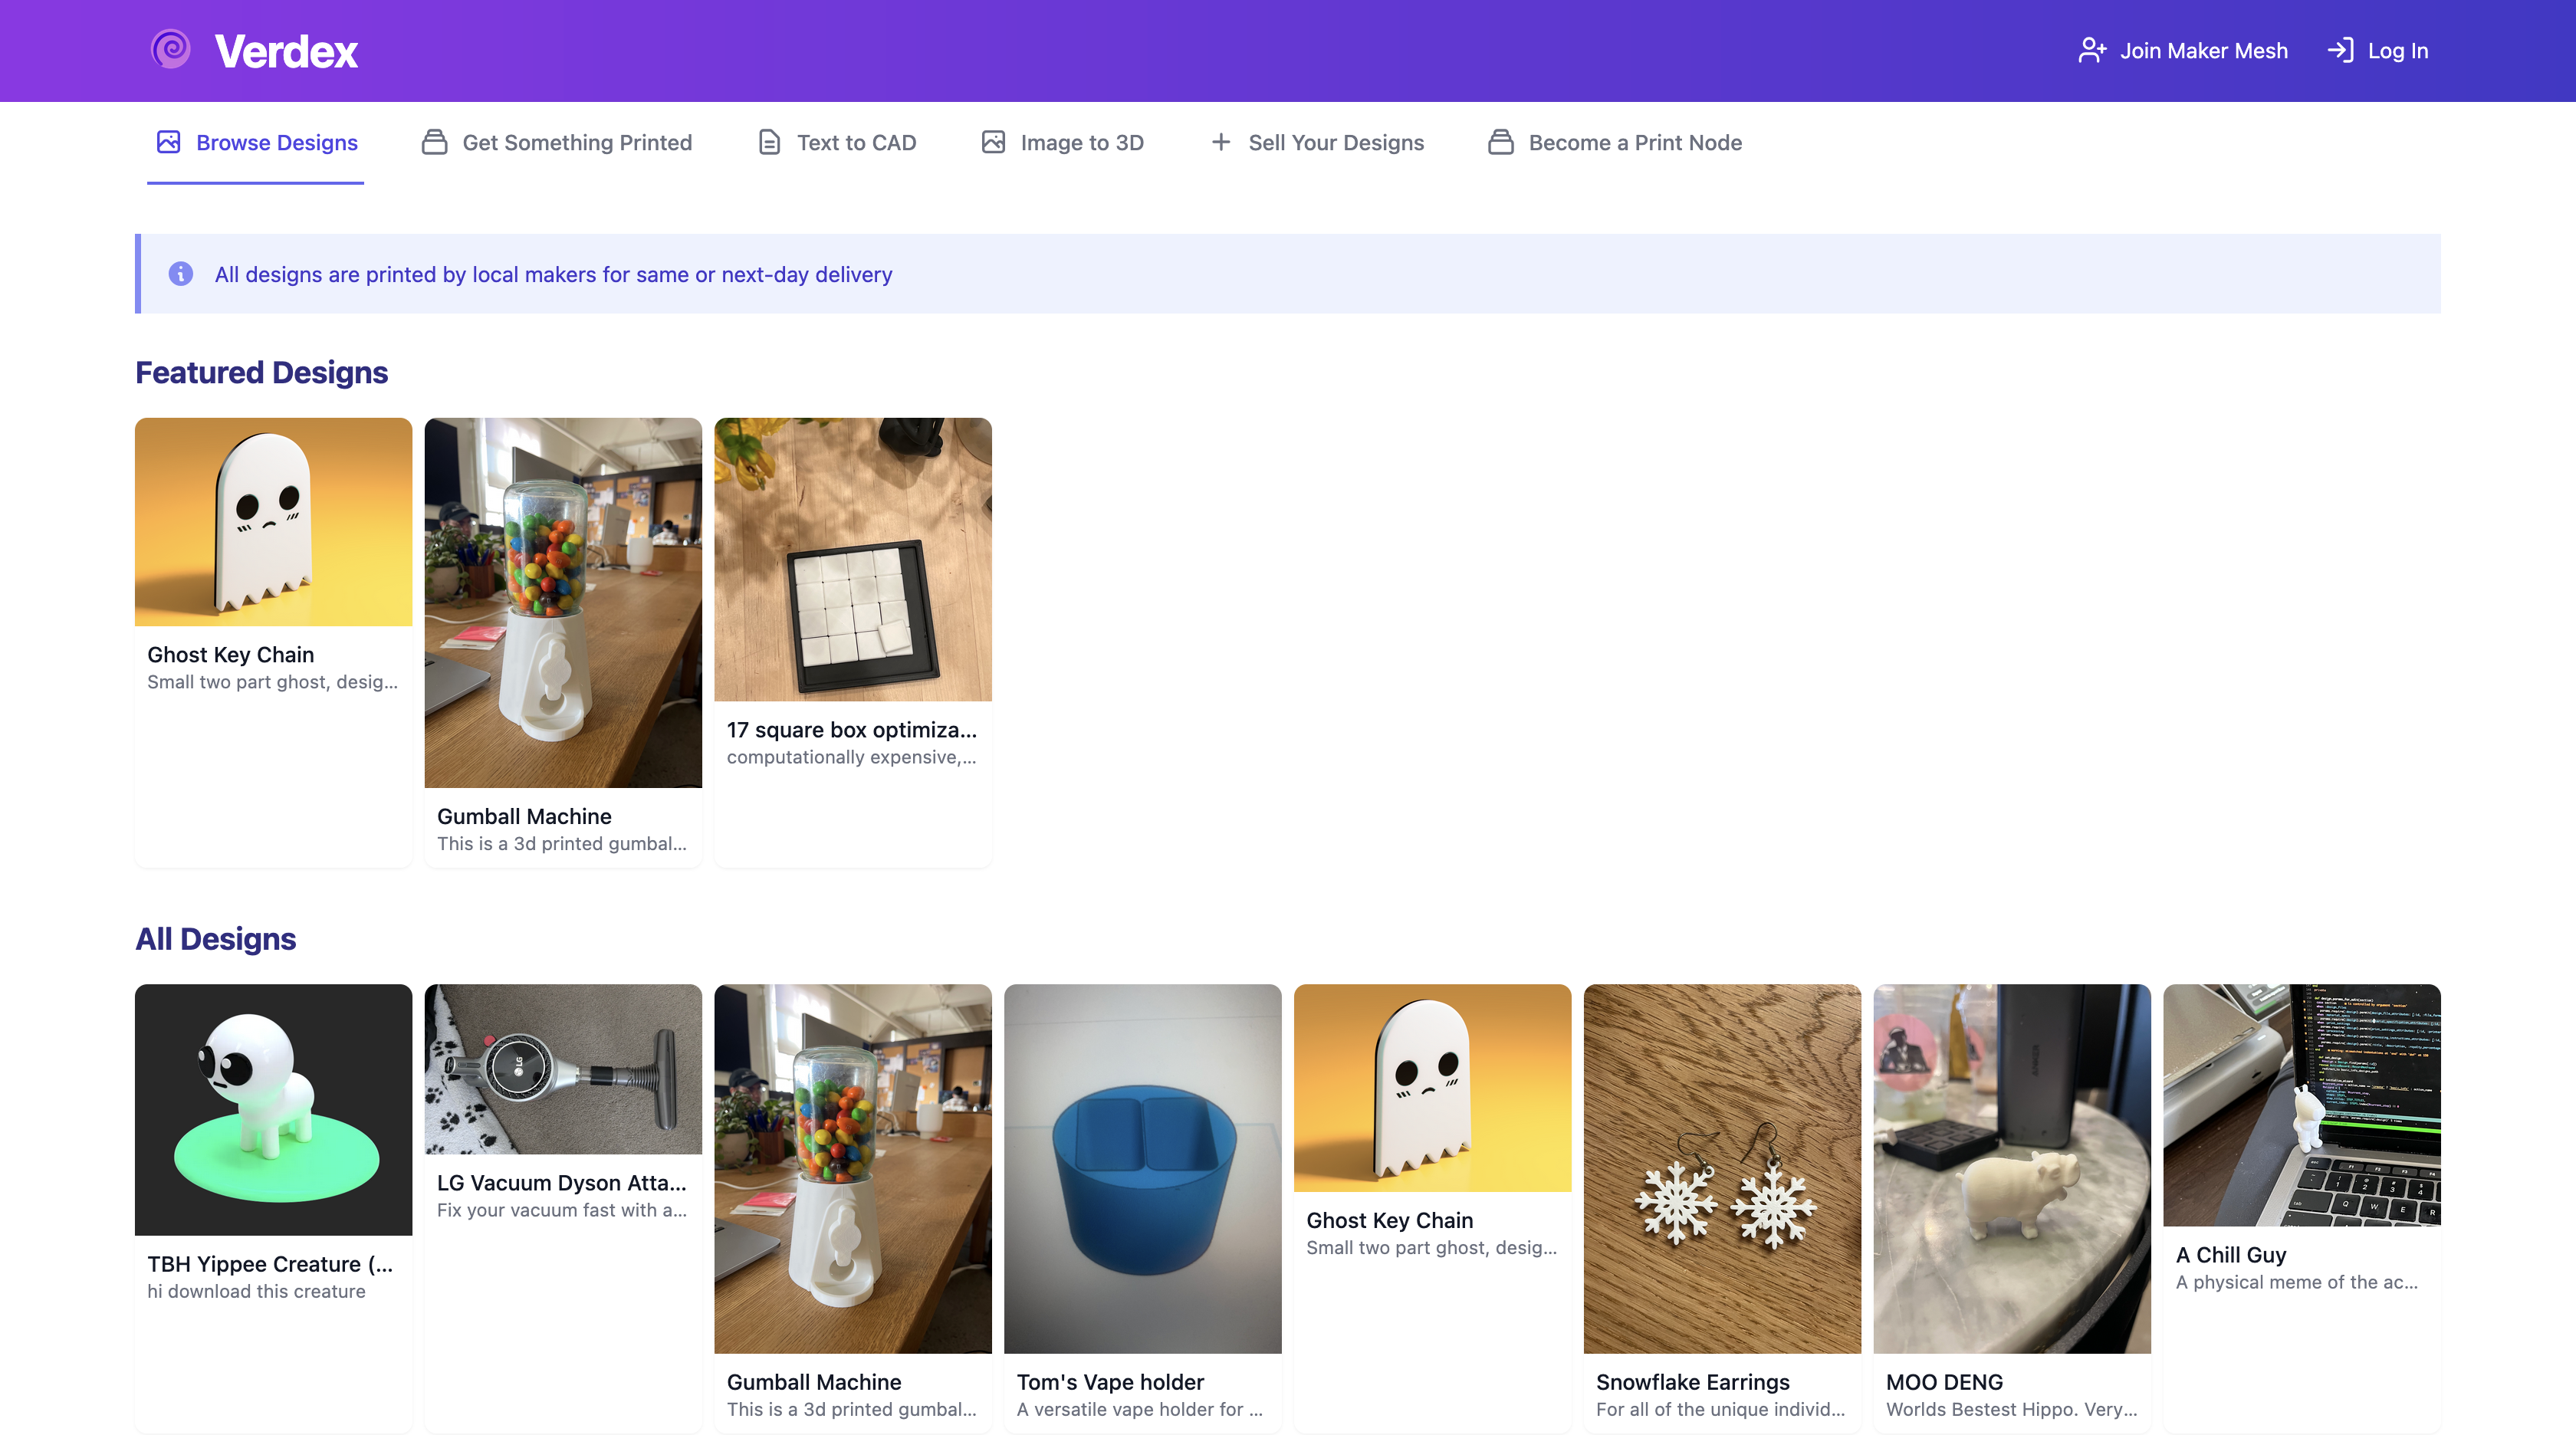 Verdex
Join Maker Mesh
Log In
Browse Designs
Get Something Printed
Text to CAD
Image to 3D
Sell Your Designs
Become a Print Node
All designs are printed by local makers for same or next-day delivery
Featured Designs
Ghost Key Chain
Small two part ghost, desig...
Gumball Machine
This is a 3d printed gumbal...
17 square box optimiza...
computationally expensive,...
All Designs
TBH Yippee Creature (...
hi download this creature
LG
LG Vacuum Dyson Atta...
Fix your vacuum fast with a...
Gumball Machine
This is a 3d printed gumbal...
Tom's Vape holder
A versatile vape holder for ...
Ghost Key Chain
Small two part ghost, desig...
Snowflake Earrings
For all of the unique individ...
ANKER
MOO DENG
Worlds Bestest Hippo. Very...
A Chill Guy
A physical meme of the ac...